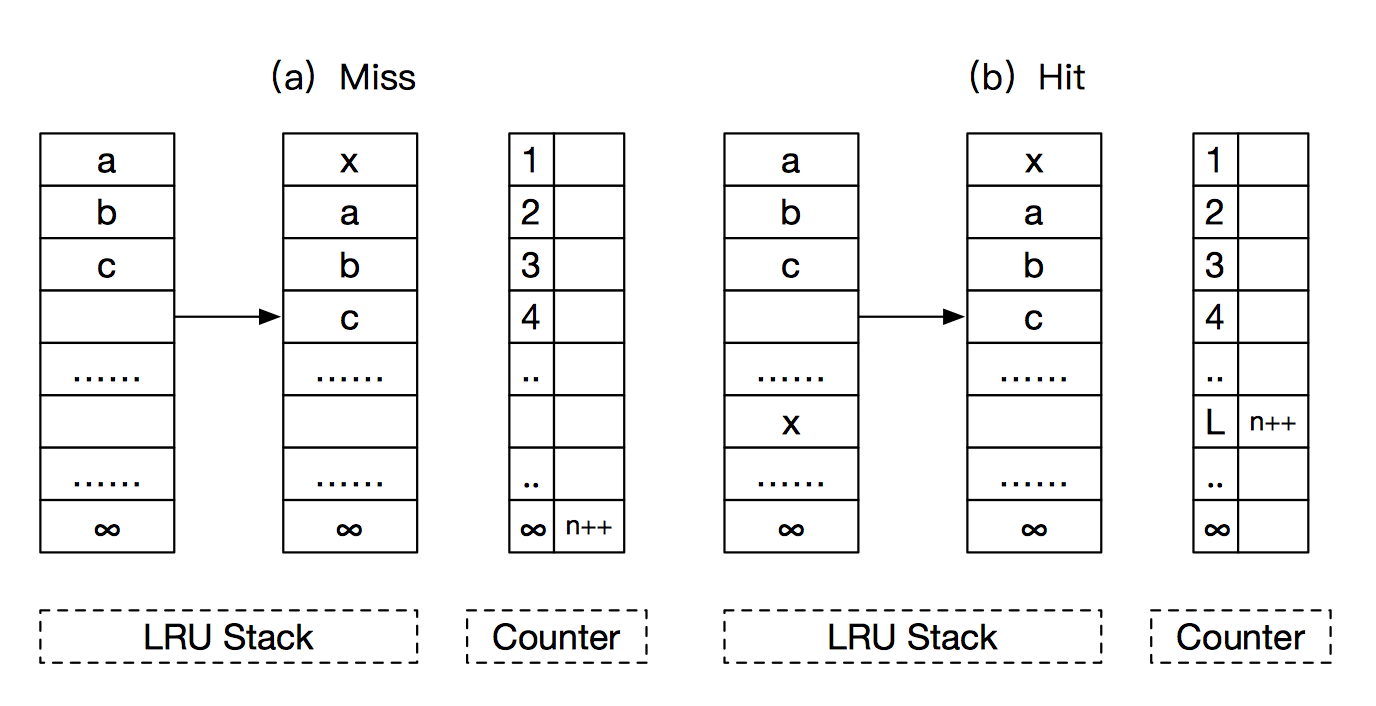 (a) Miss
(b) Hit
a x 1 a x 1
b a 2 b a 2
c b 3 c b 3
c 4 c 4
...... ...... .. ...... ...... ..
x L n++
...... ...... .. ...... ...... ..
∞ ∞ ∞ n++ ∞ ∞ ∞
LRU Stack Counter LRU Stack Counter